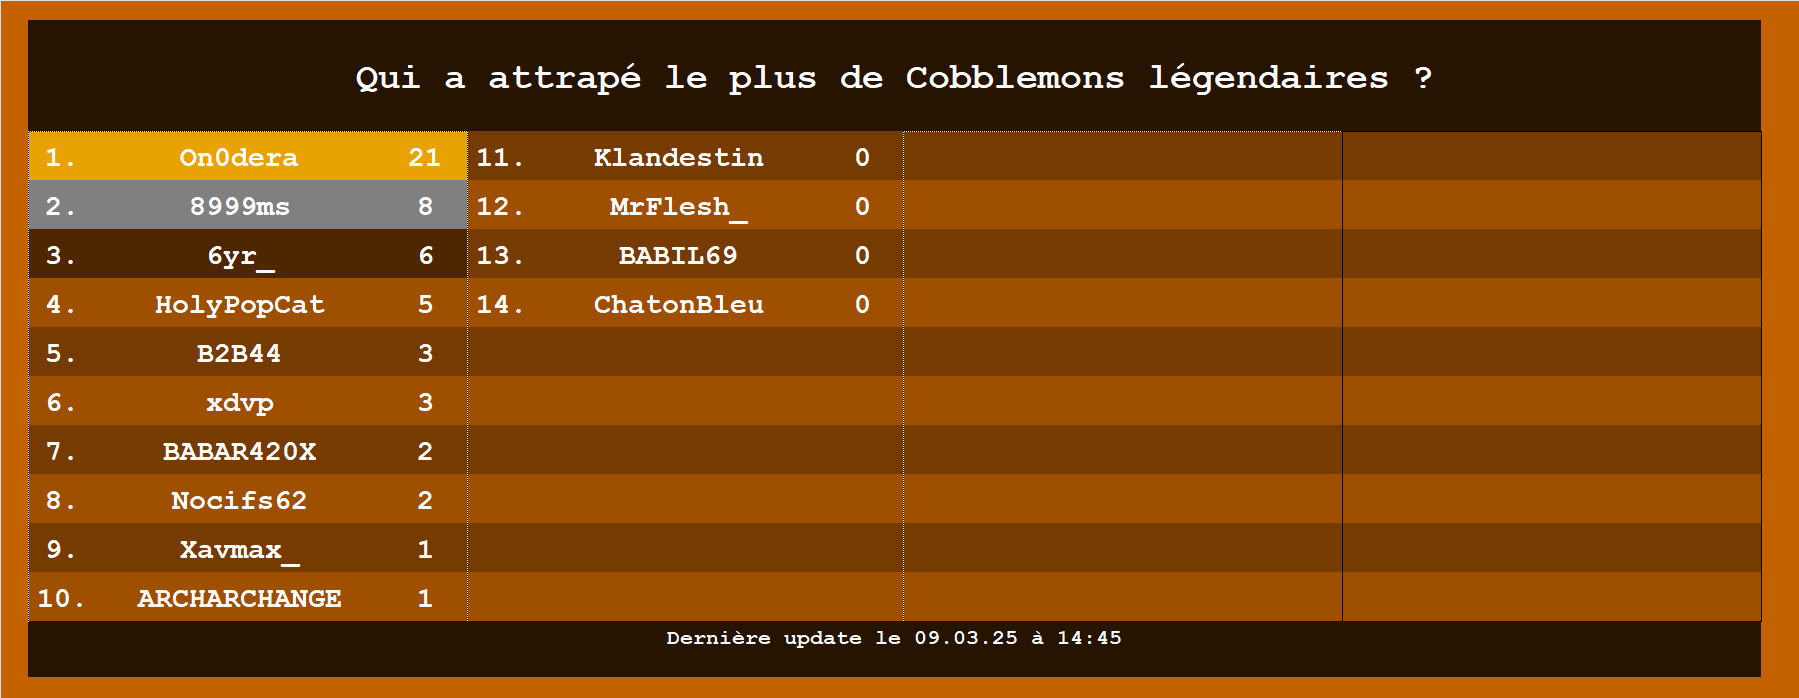 Qui a attrapé le plus de Cobblemons légendaires ?
1. On0dera 21
2. 8999ms 8
3. 6yr_ 6
4. HolyPopCat 5
5. B2B44 3
6. xdvp 3
7. BABAR420X 2
8. Nocifs62 2
9. Xavmax_ 1
10. ARCHARCHANGE 1
11. Klandestin 0
12. MrFlesh_ 0
13. BABIL69 0
14. ChatonBleu 0
Dernière update le 09.03.25 à 14:45